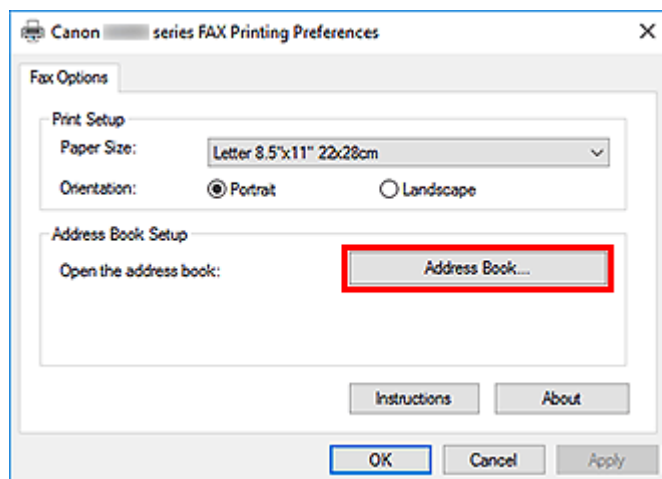 Canon series FAX Printing Preferences
Fax Options
Print Setup
Paper Size: Letter 8.5"x11" 22x28cm
Orientation: Portrait Landscape
Address Book Setup
Open the address book: Address Book...
Instructions About
OK Cancel Apply